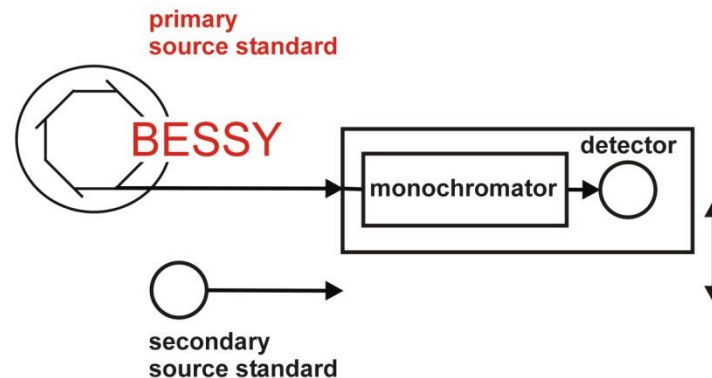 primary
source standard
BESSY
detector
monochromator
secondary
source standard